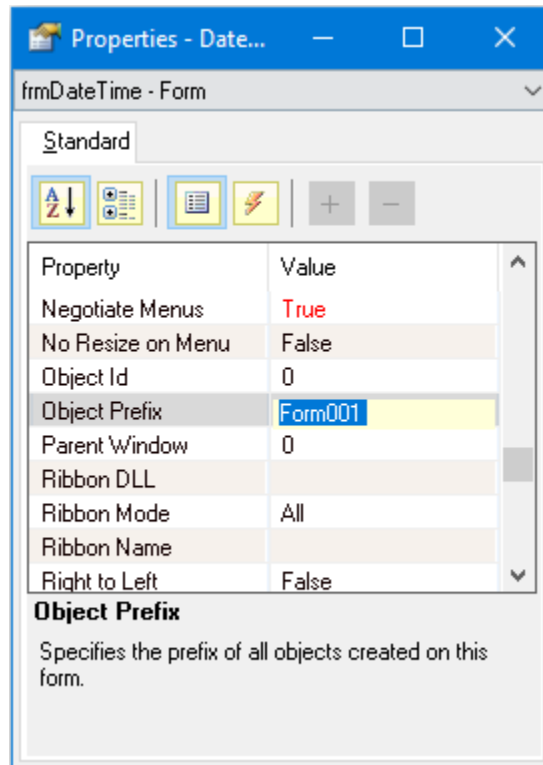 Properties - Date...
frmDateTime - Form
Standard
A
Z
Property Value
Negotiate Menus True
No Resize on Menu False
Object Id 0
Object Prefix Form001
Parent Window 0
Ribbon DLL
Ribbon Mode All
Ribbon Name
Right to Left False
Object Prefix
Specifies the prefix of all objects created on this
form.